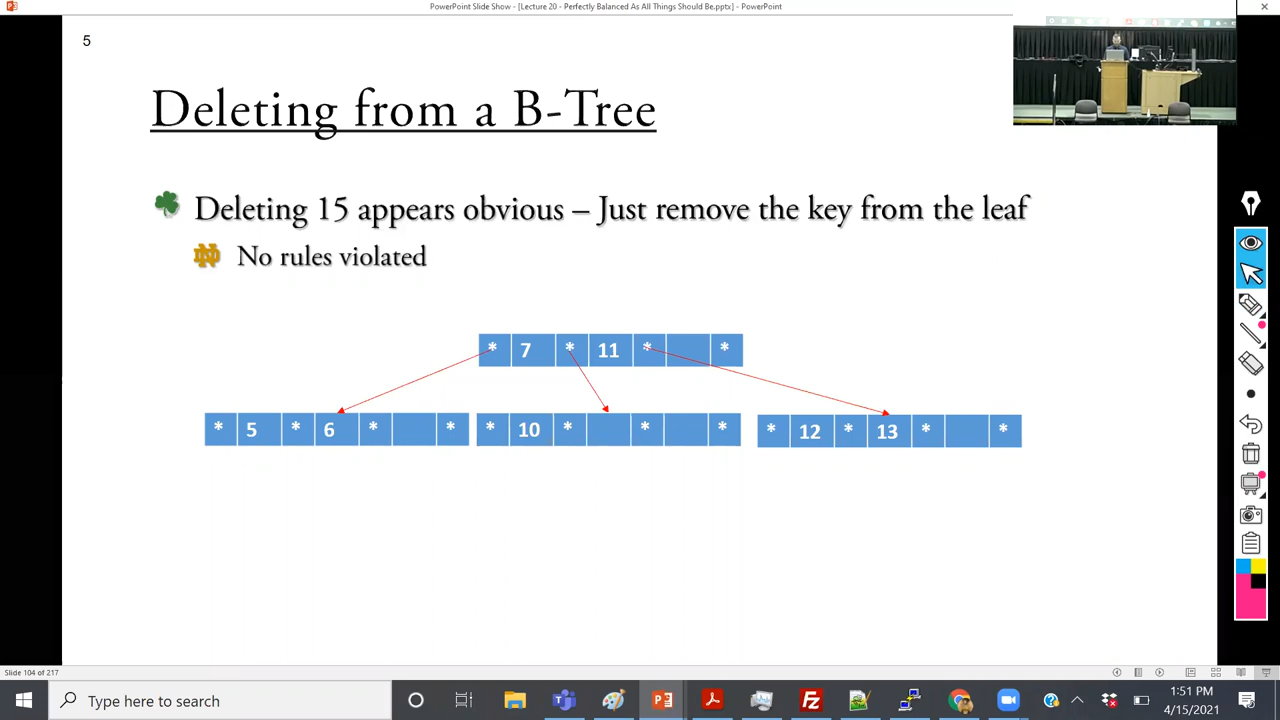 PowerPoint Slide Show - [Lecture 20 - Perfectly Balanced As All Things Should Be.pptx] - PowerPoint
5
Deleting from a B-Tree
Deleting 15 appears obvious – Just remove the key from the leaf
No rules violated
* 7 * 11 * *
* 5 * 6 * * * 10 * * * * 12 * 13 * *
Slide 104 of 217
Type here to search
1:51 PM
4/15/2021